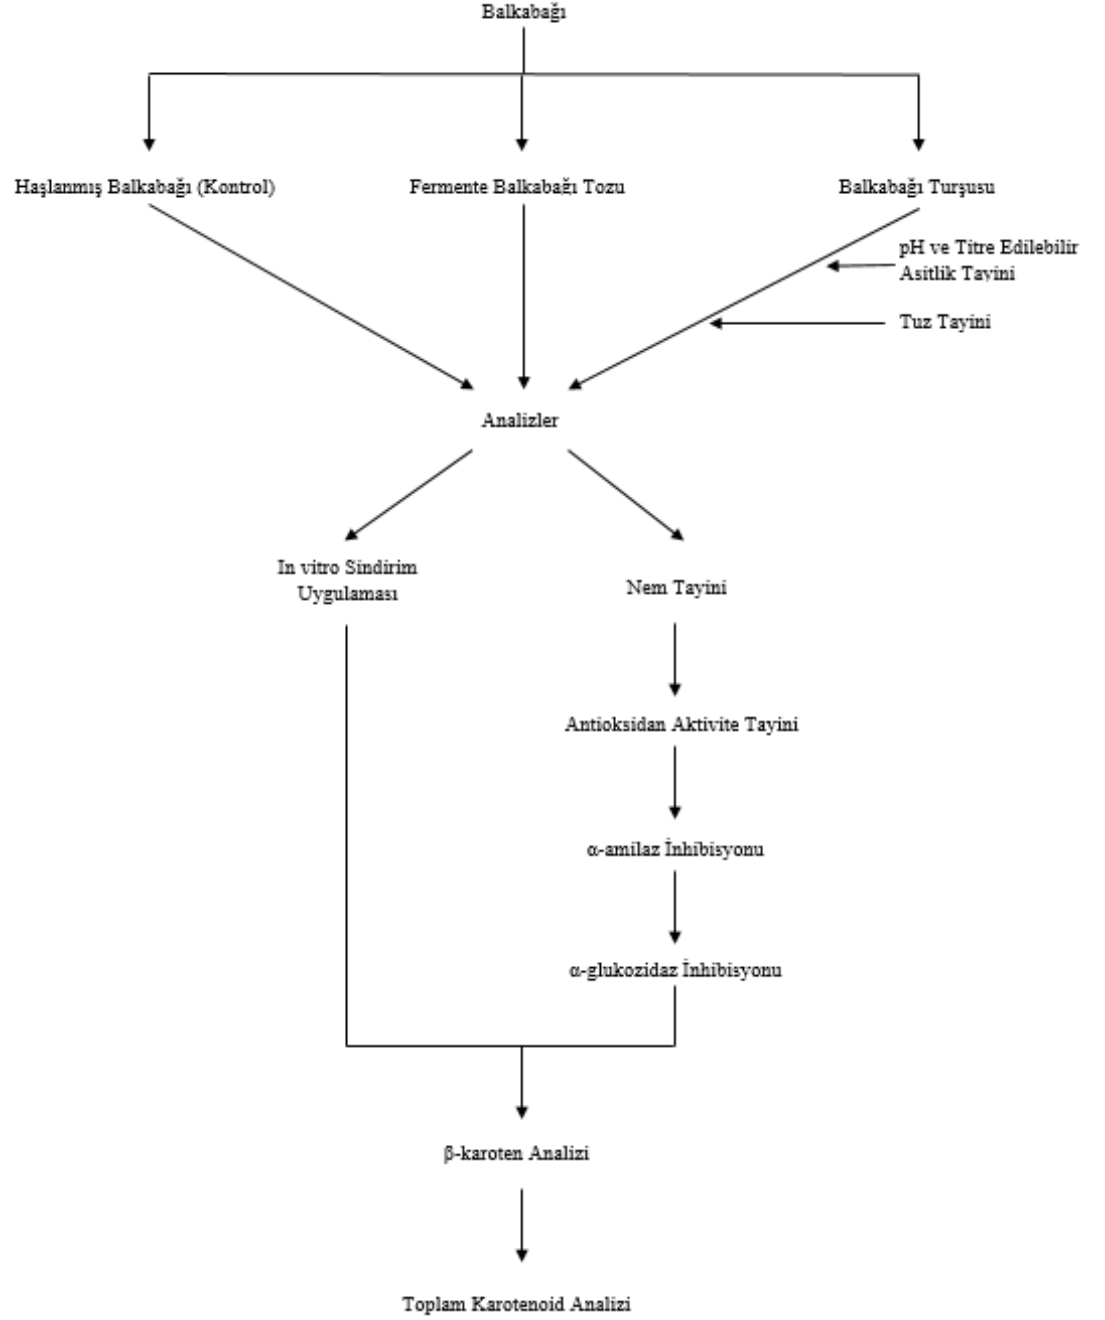 Balkabağı
Haşlanmış Balkabağı (Kontrol)
Fermente Balkabağı Tozu
Balkabağı Turşusu
pH ve Titre Edilebilir
Asitlik Tayini
Tuz Tayini
Analizler
In vitro Sindirim
Uygulaması
Nem Tayini
Antioksidan Aktivite Tayini
α-amilaz İnhibisyonu
α-glukozidaz İnhibisyonu
β-karoten Analizi
Toplam Karotenoid Analizi